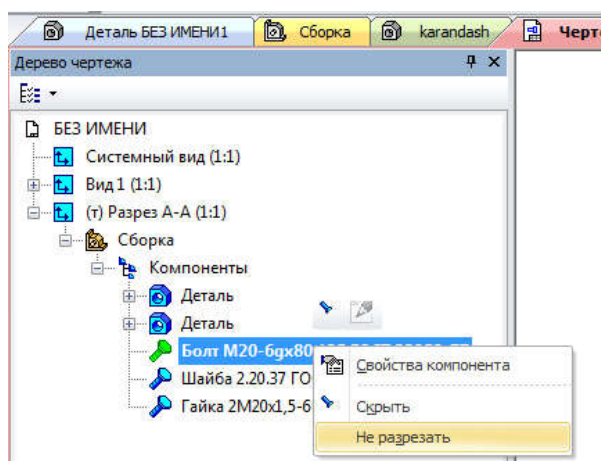 Деталь БЕЗ ИМЕНИ1 Сборка karandash Черт
Дерево чертежа
БЕЗ ИМЕНИ
Системный вид (1:1)
Вид 1 (1:1)
(т) Разрез А-А (1:1)
Сборка
Компоненты
Деталь
Деталь
Болт М20-6gx80
Свойства компонента
Шайба 2.20.37 ГО
Скрыть
Гайка 2М20х1,5-6
Не разрезать